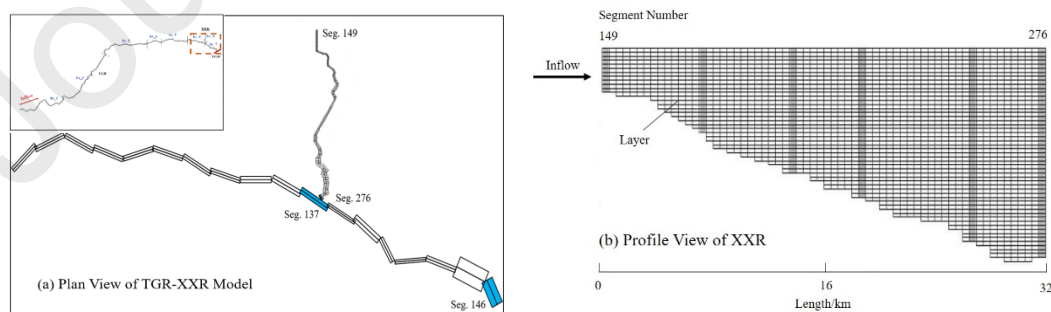 Seg. 149
Seg. 276
Seg. 137
Seg. 146
(a) Plan View of TGR-XXR Model
Segment Number
149
276
Inflow
Layer
(b) Profile View of XXR
0
16
32
Length/km